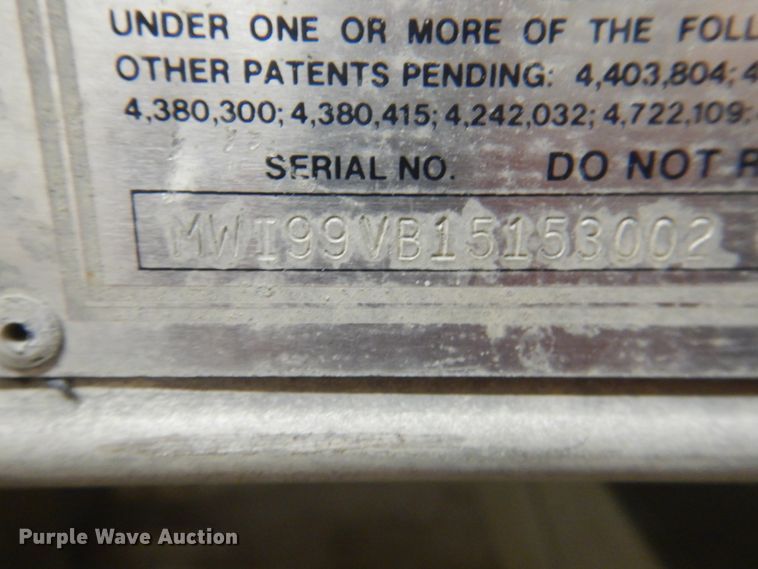 UNDER ONE OR MORE OF THE FOLL
OTHER PATENTS PENDING: 4,403,804; 4
4,380,300; 4,380,415; 4,242,032; 4,722,109;
SERIAL NO. DO NOT R
MWI99VB15153002
Purple Wave Auction